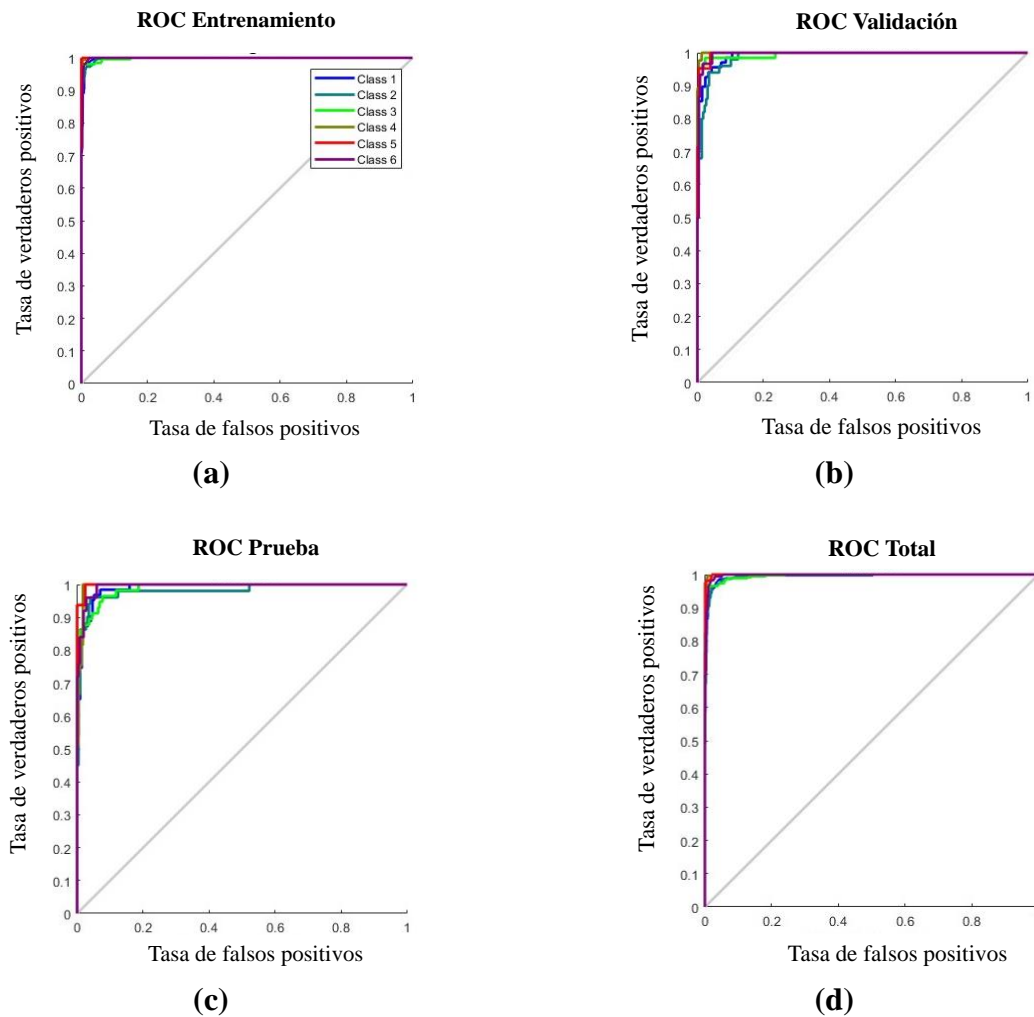 ROC Entrenamiento
1
0.9
0.8
0.7
0.6
0.5
0.4
0.3
0.2
0.1
0
Tasa de verdaderos positivos
Class 1
Class 2
Class 3
Class 4
Class 5
Class 6
0 0.2 0.4 0.6 0.8 1
Tasa de falsos positivos
(a)
ROC Validación
1
0.9
0.8
0.7
0.6
0.5
0.4
0.3
0.2
0.1
0
Tasa de verdaderos positivos
0 0.2 0.4 0.6 0.8 1
Tasa de falsos positivos
(b)
ROC Prueba
1
0.9
0.8
0.7
0.6
0.5
0.4
0.3
0.2
0.1
0
Tasa de verdaderos positivos
0 0.2 0.4 0.6 0.8 1
Tasa de falsos positivos
(c)
ROC Total
1
0.9
0.8
0.7
0.6
0.5
0.4
0.3
0.2
0.1
0
Tasa de verdaderos positivos
0 0.2 0.4 0.6 0.8
Tasa de falsos positivos
(d)